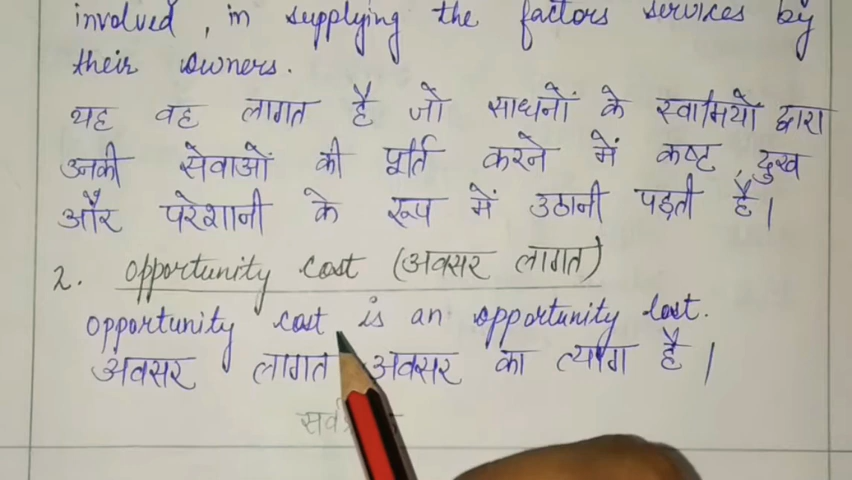 involved, in supplying the factors services by
their owners.
यह वह लागत है जो साधनों के स्वामियों द्वारा
उनकी सेवाओं की पूर्ति करने में कष्ट, दुख
और परेशानी के रूप में उठानी पड़ती है।
2. opportunity cost (अवसर लागत)
opportunity cost is an opportunity lost.
अवसर लागत अवसर का त्याग है।